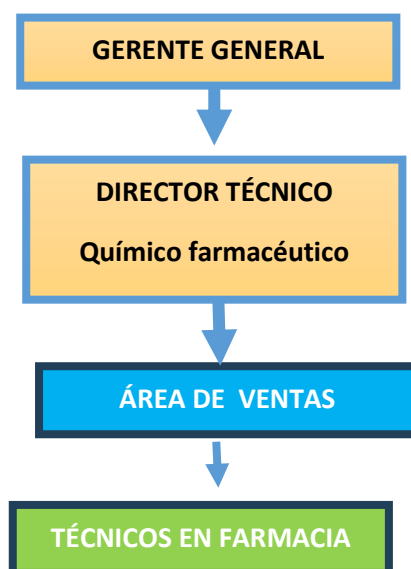 GERENTE GENERAL
DIRECTOR TÉCNICO
Químico farmacéutico
ÁREA DE VENTAS
TÉCNICOS EN FARMACIA